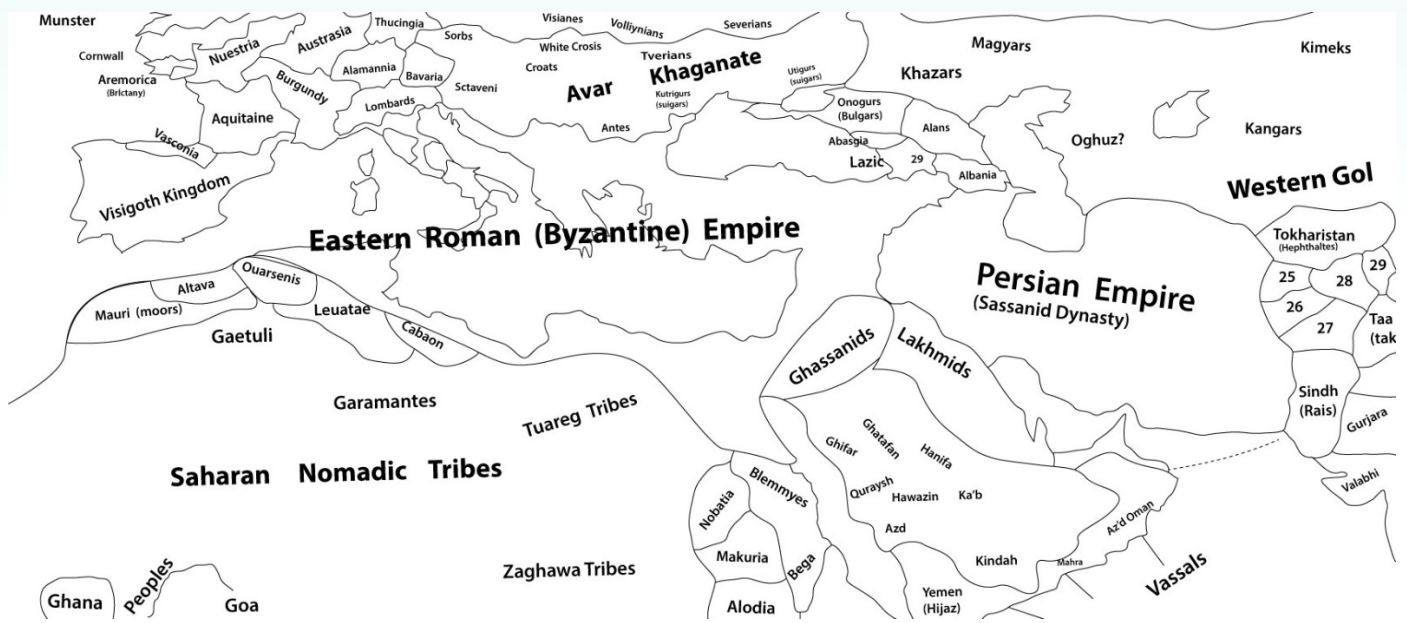 Munster
Cornwall
Aremorica
(Brictany)
Nuestria
Austrasia
Thucingia
Sorbs
Visianes
Volliynians
Severians
Magyars
Kimeks
Burgundy
Alamannia
Bavaria
White Crosis
Croats
Sctaveni
Avar Khaganate
Tverians
Kutrigurs
(suigars)
Utigurs
(suigars)
Khazars
Aquitaine
Lombards
Antes
Onogurs
(Bulgars)
Alans
Abasgia
Lazic
29
Albania
Oghuz?
Kangars
Vasconia
Visigoth Kingdom
Western Gol
Eastern Roman (Byzantine) Empire
Persian Empire
(Sassanid Dynasty)
Tokharistan
(Hephthaltes)
25
28
29
26
27
Taa
(tak
Ouarsenis
Altava
Mauri (moors)
Leuatae
Cabaon
Gaetuli
Ghassanids
Lakhmids
Sindh
(Rais)
Gurjara
Valabhi
Garamantes
Tuareg Tribes
Saharan Nomadic Tribes
Ghifar
Ghatafan
Hanifa
Quraysh
Hawazin
Ka'b
Azd
Kindah
Az'd Oman
Mahra
Vassals
Yemen
(Hijaz)
Nobatia
Blemmyes
Makuria
Bega
Alodia
Zaghawa Tribes
Ghana
Peoples
Goa